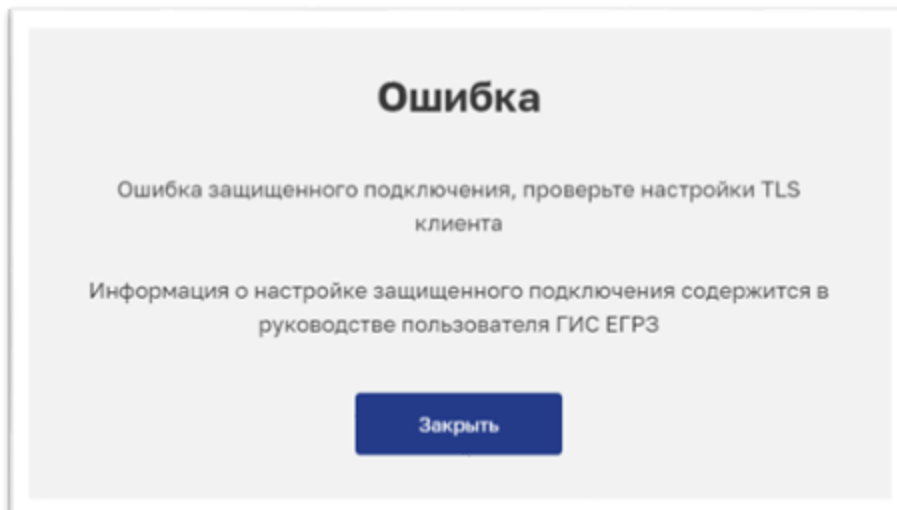 Ошибка
Ошибка защищенного подключения, проверьте настройки TLS
клиента
Информация о настройке защищенного подключения содержится в
руководстве пользователя ГИС ЕГРЗ
Закрыть